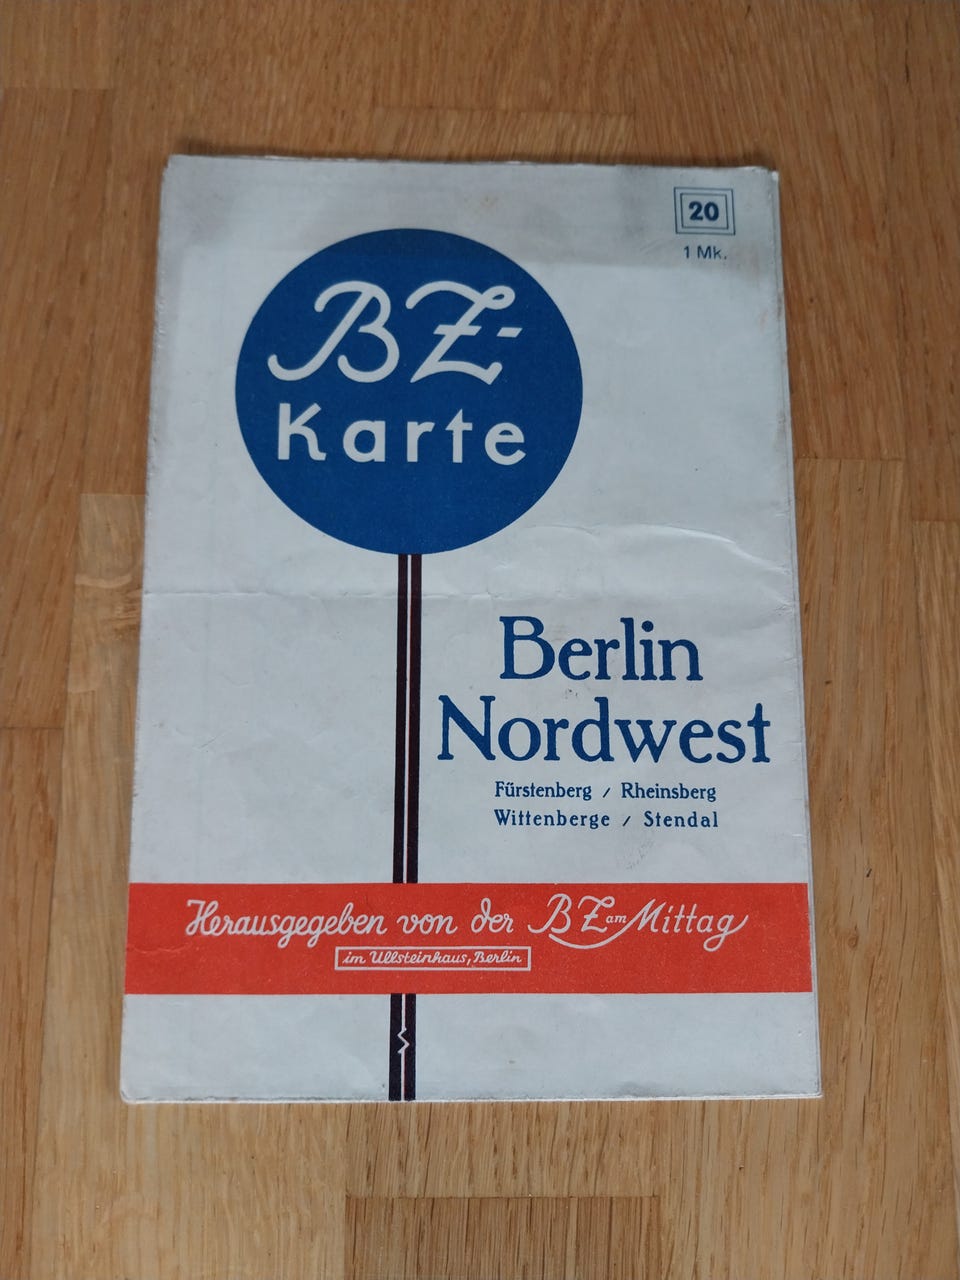 20
1 Mk.
BZ-
Karte
Berlin
Nordwest
Fürstenberg / Rheinsberg
Wittenberge / Stendal
Herausgegeben von der BZ am Mittag
im Ullsteinhaus, Berlin